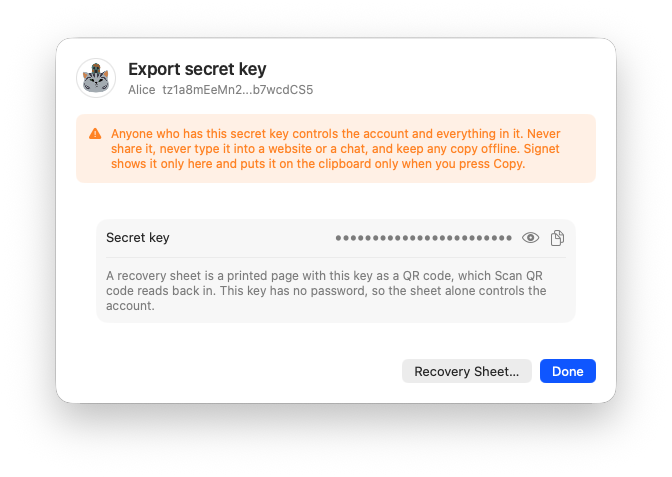 Export secret key
Alice tz1a8mEeMn2...b7wcdCS5
Anyone who has this secret key controls the account and everything in it. Never
share it, never type it into a website or a chat, and keep any copy offline. Signet
shows it only here and puts it on the clipboard only when you press Copy.
Secret key ••••••••••••••••••••••••
A recovery sheet is a printed page with this key as a QR code, which Scan QR
code reads back in. This key has no password, so the sheet alone controls the
account.
Recovery Sheet... Done